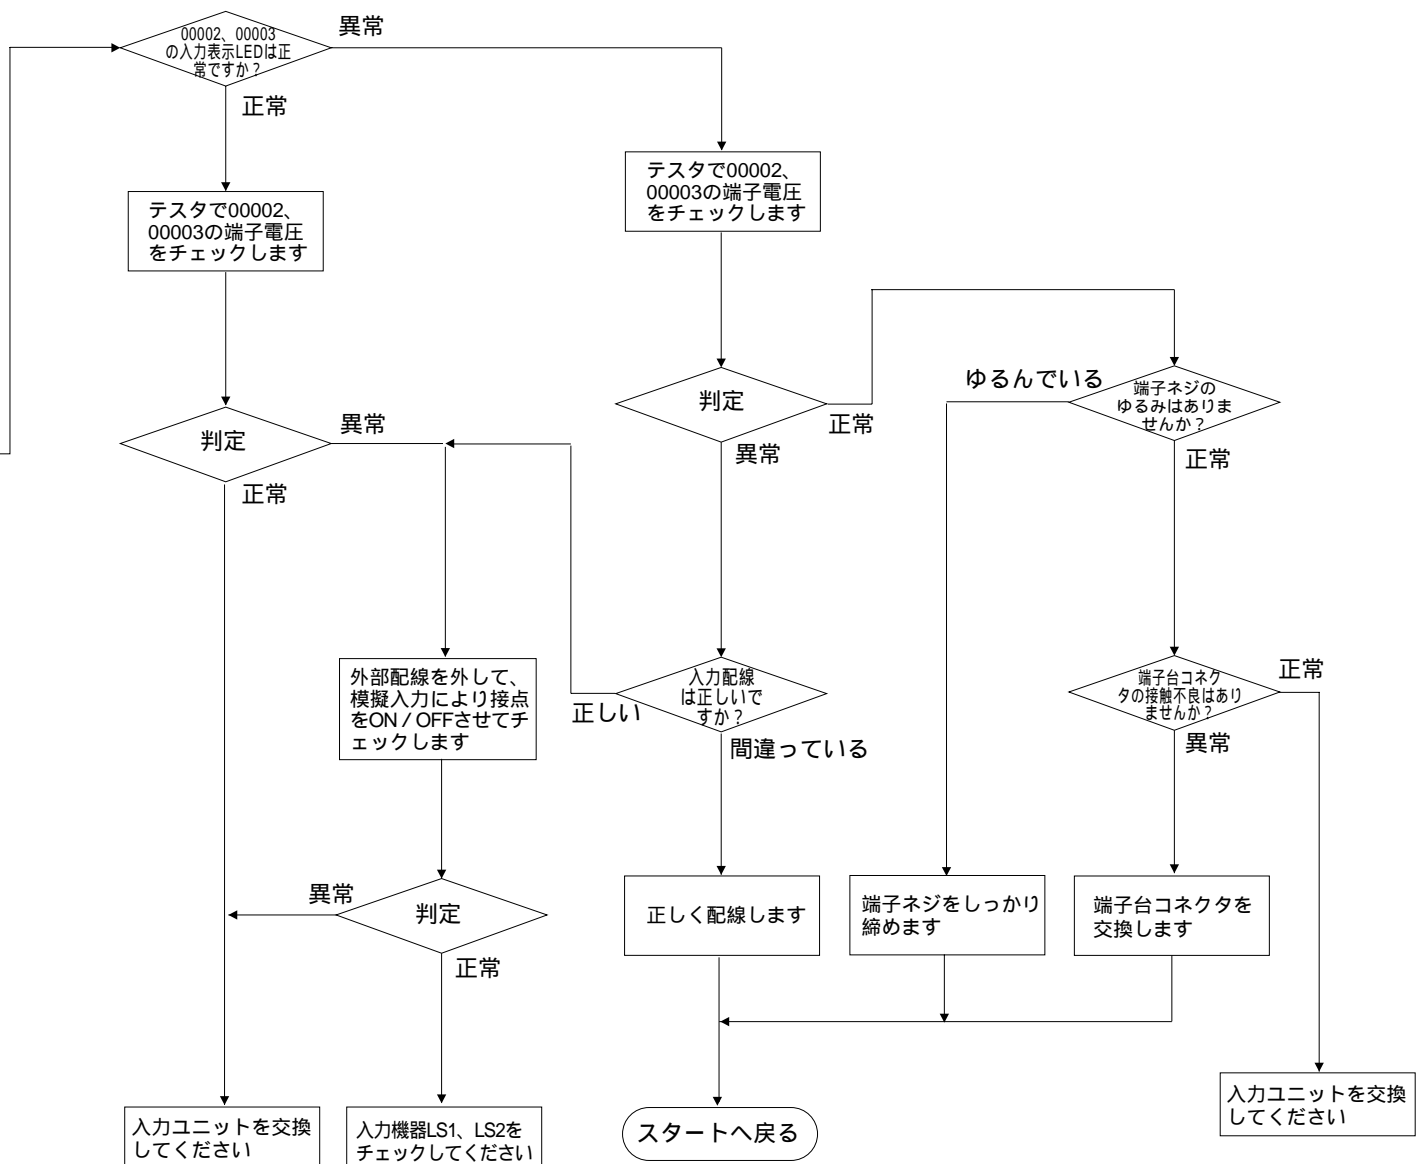 00002、00003
の入力表示LEDは正
常ですか？
異常
正常
テスタで00002、
00003の端子電圧
をチェックします
テスタで00002、
00003の端子電圧
をチェックします
判定
異常
正常
判定
正常
異常
ゆるんでいる
端子ネジの
ゆるみはありま
せんか？
正常
外部配線を外して、
模擬入力により接点
をON／OFFさせてチ
ェックします
正しい
入力配線
は正しいで
すか？
間違っている
端子台コネク
タの接触不良はあり
ませんか？
正常
異常
異常
判定
正常
正しく配線します
端子ネジをしっかり
締めます
端子台コネクタを
交換します
入力ユニットを交換
してください
入力機器LS1、LS2を
チェックしてください
スタートへ戻る
入力ユニットを交換
してください